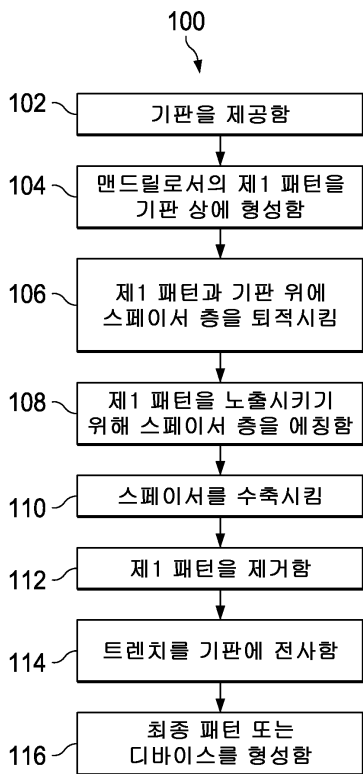 100
102
기판을 제공함
104
맨드릴로서의 제1 패턴을
기판 상에 형성함
106
제1 패턴과 기판 위에
스페이서 층을 퇴적시킴
108
제1 패턴을 노출시키기
위해 스페이서 층을 에칭함
110
스페이서를 수축시킴
112
제1 패턴을 제거함
114
트렌치를 기판에 전사함
116
최종 패턴 또는
디바이스를 형성함